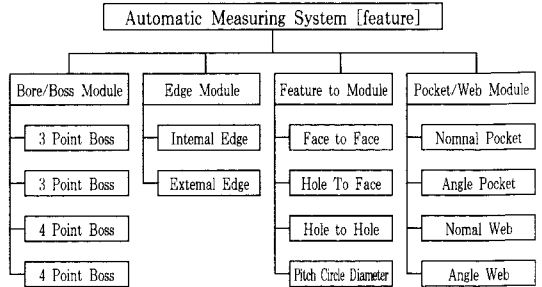 Automatic Measuring System [feature]
Bore/Boss Module
3 Point Boss
3 Point Boss
4 Point Boss
4 Point Boss
Edge Module
Internal Edge
External Edge
Feature to Module
Face to Face
Hole To Face
Hole to Hole
Pitch Circle Diameter
Pocket/Web Module
Nomnal Pocket
Angle Pocket
Nomal Web
Angle Web